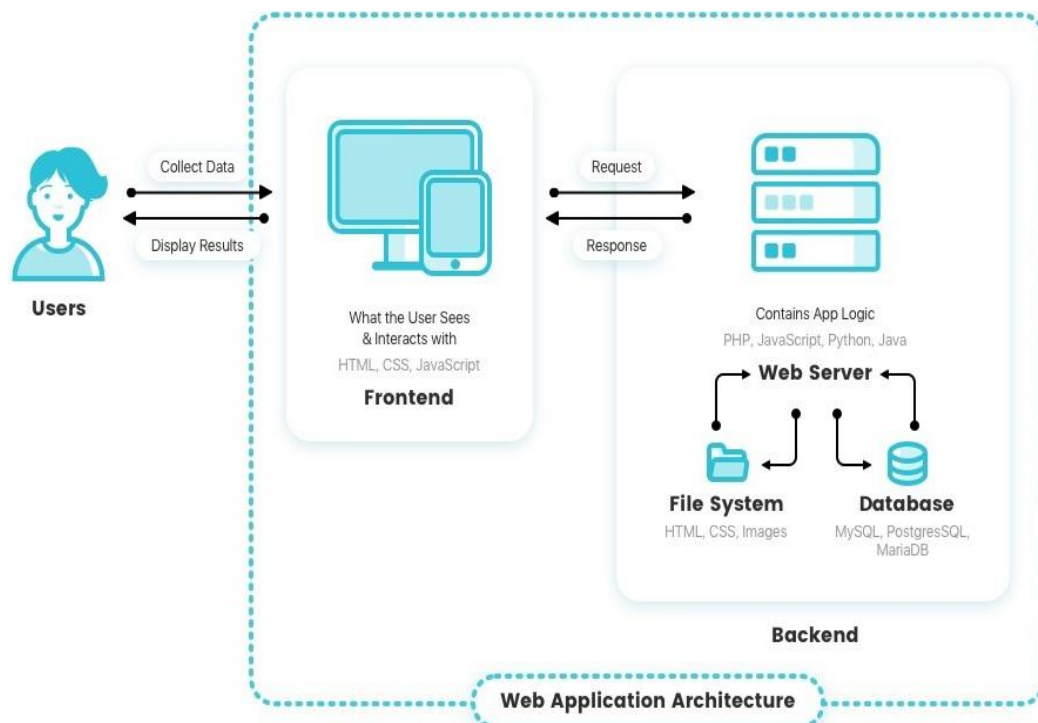 Collect Data
Display Results
Users
What the User Sees
& Interacts with
HTML, CSS, JavaScript
Frontend
Request
Response
Contains App Logic
PHP, JavaScript, Python, Java
Web Server
File System
HTML, CSS, Images
Database
MySQL, PostgresSQL,
MariaDB
Backend
Web Application Architecture